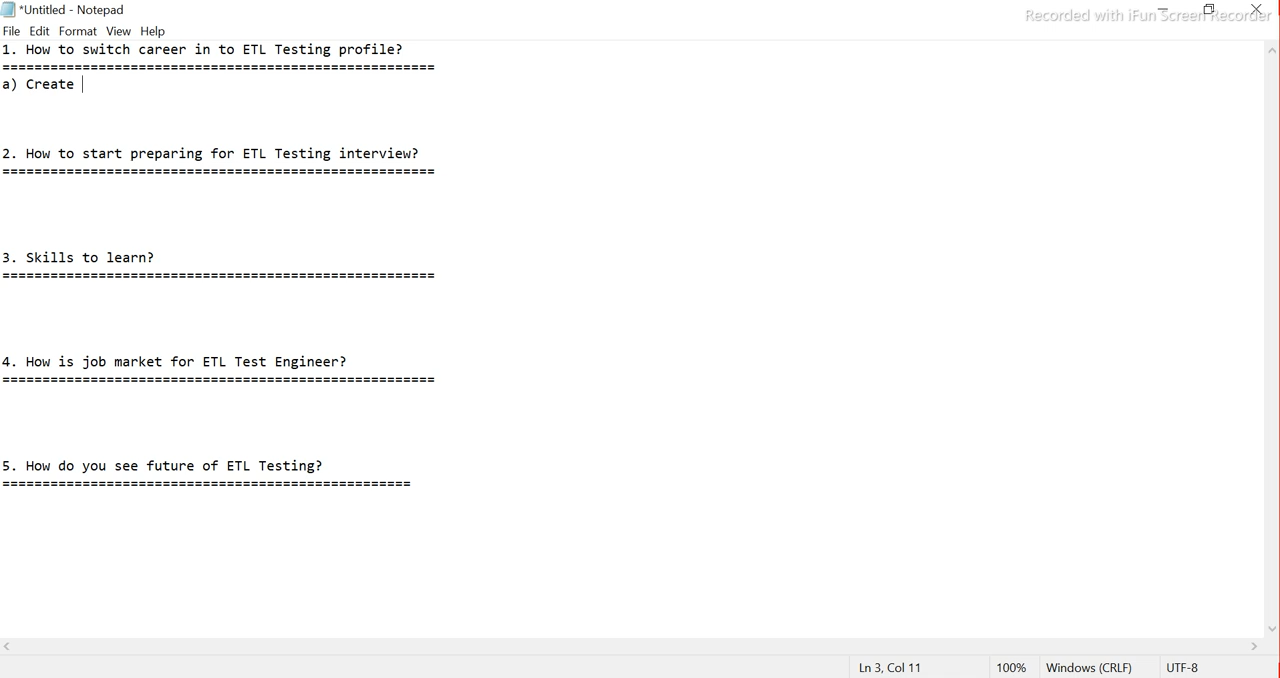 *Untitled - Notepad
Recorded with iFun Screen Recorder
File Edit Format View Help
1. How to switch career in to ETL Testing profile?
======================================================
a) Create
2. How to start preparing for ETL Testing interview?
======================================================
3. Skills to learn?
======================================================
4. How is job market for ETL Test Engineer?
======================================================
5. How do you see future of ETL Testing?
===================================================
Ln 3, Col 11 100% Windows (CRLF) UTF-8